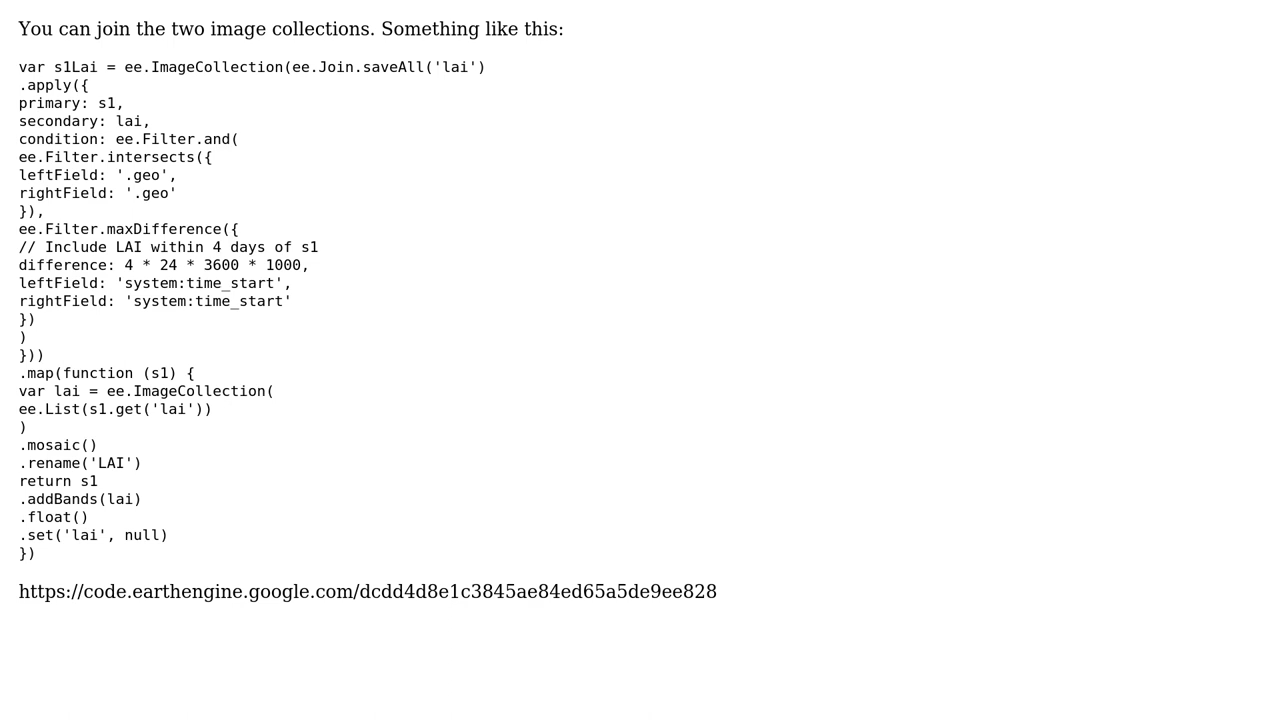 You can join the two image collections. Something like this:
var s1Lai = ee.ImageCollection(ee.Join.saveAll('lai')
.apply({
primary: s1,
secondary: lai,
condition: ee.Filter.and(
ee.Filter.intersects({
leftField: '.geo',
rightField: '.geo'
}),
ee.Filter.maxDifference({
// Include LAI within 4 days of s1
difference: 4 * 24 * 3600 * 1000,
leftField: 'system:time_start',
rightField: 'system:time_start'
})
)
}))
.map(function (s1) {
var lai = ee.ImageCollection(
ee.List(s1.get('lai'))
)
.mosaic()
.rename('LAI')
return s1
.addBands(lai)
.float()
.set('lai', null)
})
https://code.earthengine.google.com/dcdd4d8e1c3845ae84ed65a5de9ee828